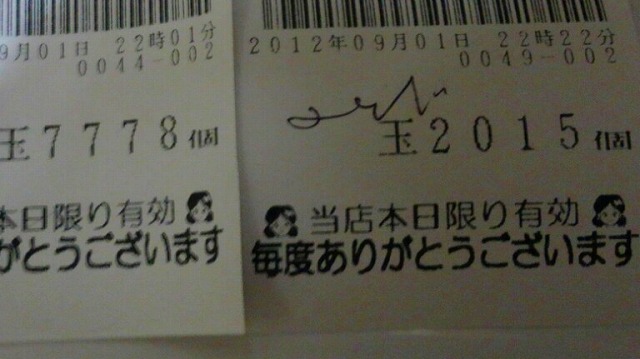 9月01日 22時01分
0044-002
玉7778個
本日限り有効
がとうございます
2012年09月01日 22時22分
0049-002
玉2015個
当店本日限り有効
毎度ありがとうございます